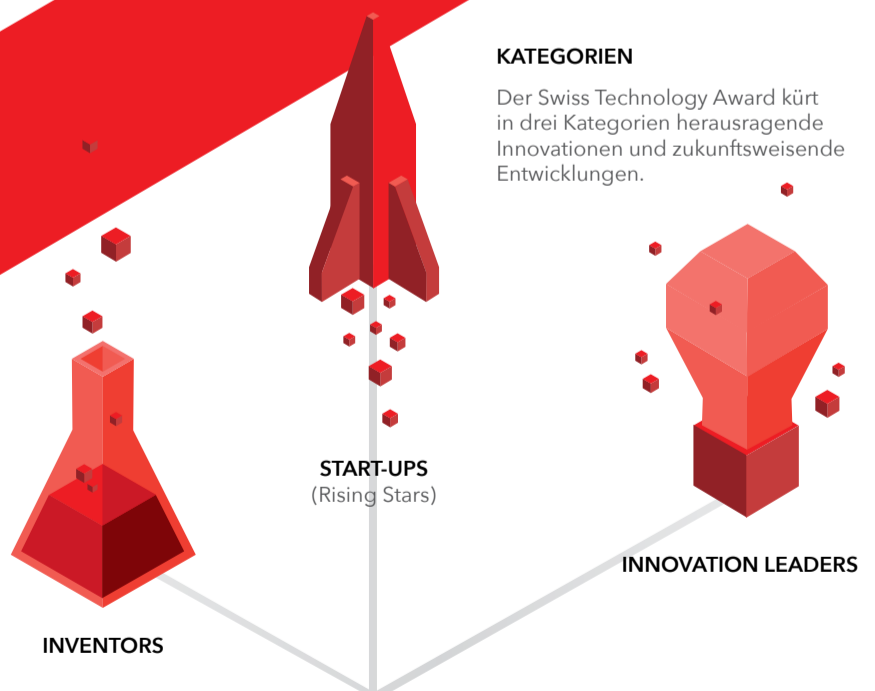 KATEGORIEN
Der Swiss Technology Award kürt
in drei Kategorien herausragende
Innovationen und zukunftsweisende
Entwicklungen.
START-UPS
(Rising Stars)
INNOVATION LEADERS
INVENTORS